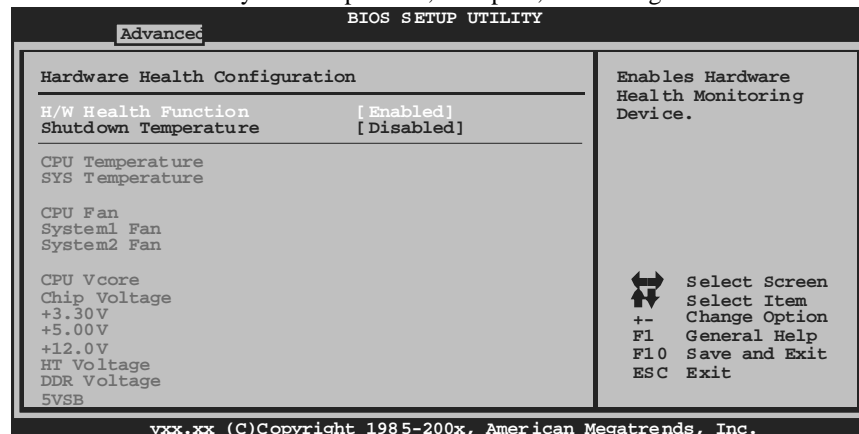 BIOS SETUP UTILITY
Advanced
Hardware Health Configuration
H/W Health Function [Enabled]
Shutdown Temperature [Disabled]
CPU Temperature
SYS Temperature
CPU Fan
System1 Fan
System2 Fan
CPU Vcore
Chip Voltage
+3.30V
+5.00V
+12.0V
HT Voltage
DDR Voltage
5VSB
Enables Hardware
Health Monitoring
Device.
Select Screen
Select Item
+- Change Option
F1 General Help
F10 Save and Exit
ESC Exit
vxx.xx (C)Copyright 1985-200x, American Megatrends, Inc.